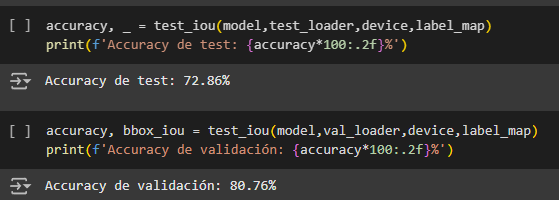 [ ] accuracy, _ = test_iou(model,test_loader,device,label_map)
print(f'Accuracy de test: {accuracy*100:.2f}%')
Accuracy de test: 72.86%
[ ] accuracy, bbox_iou = test_iou(model,val_loader,device,label_map)
print(f'Accuracy de validación: {accuracy*100:.2f}%')
Accuracy de validación: 80.76%